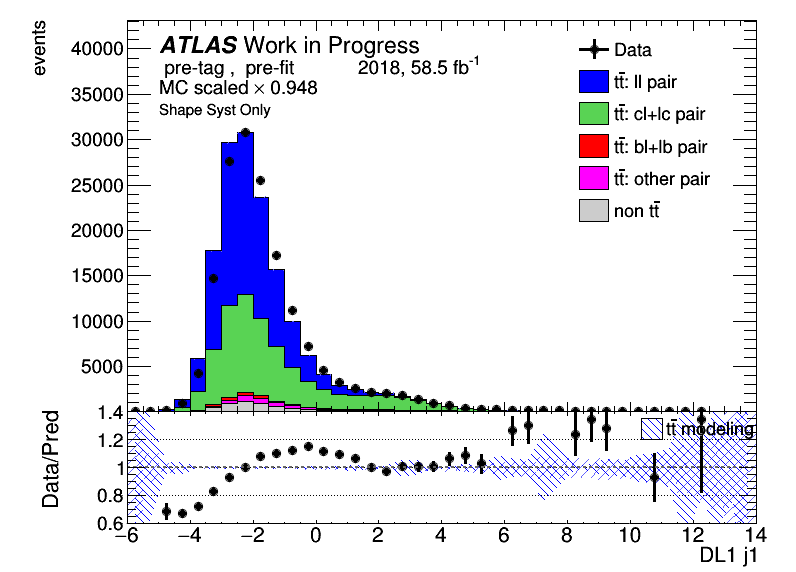 events
40000
35000
30000
25000
20000
15000
10000
5000
ATLAS Work in Progress
pre-tag , pre-fit 2018, 58.5 fb⁻¹
MC scaled × 0.948
Shape Syst Only
Data
tt̄: ll pair
tt̄: cl+lc pair
tt̄: bl+lb pair
tt̄: other pair
non tt̄
Data/Pred
1.4
1.2
1
0.8
0.6
tt̄ modeling
−6 −4 −2 0 2 4 6 8 10 12 14
DL1 j1